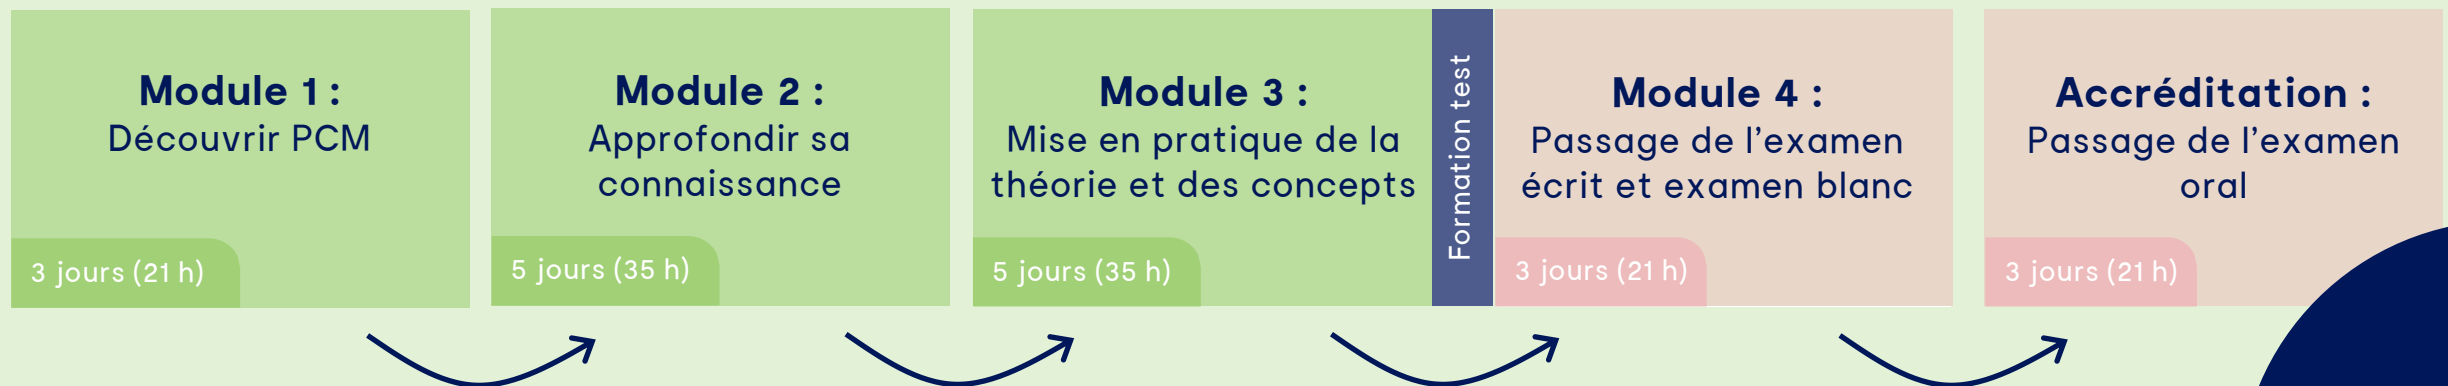 Module 1 :
Découvrir PCM
3 jours (21 h)
Module 2 :
Approfondir sa
connaissance
5 jours (35 h)
Module 3 :
Mise en pratique de la
théorie et des concepts
5 jours (35 h)
Formation test
Module 4 :
Passage de l’examen
écrit et examen blanc
3 jours (21 h)
Accréditation :
Passage de l’examen
oral
3 jours (21 h)